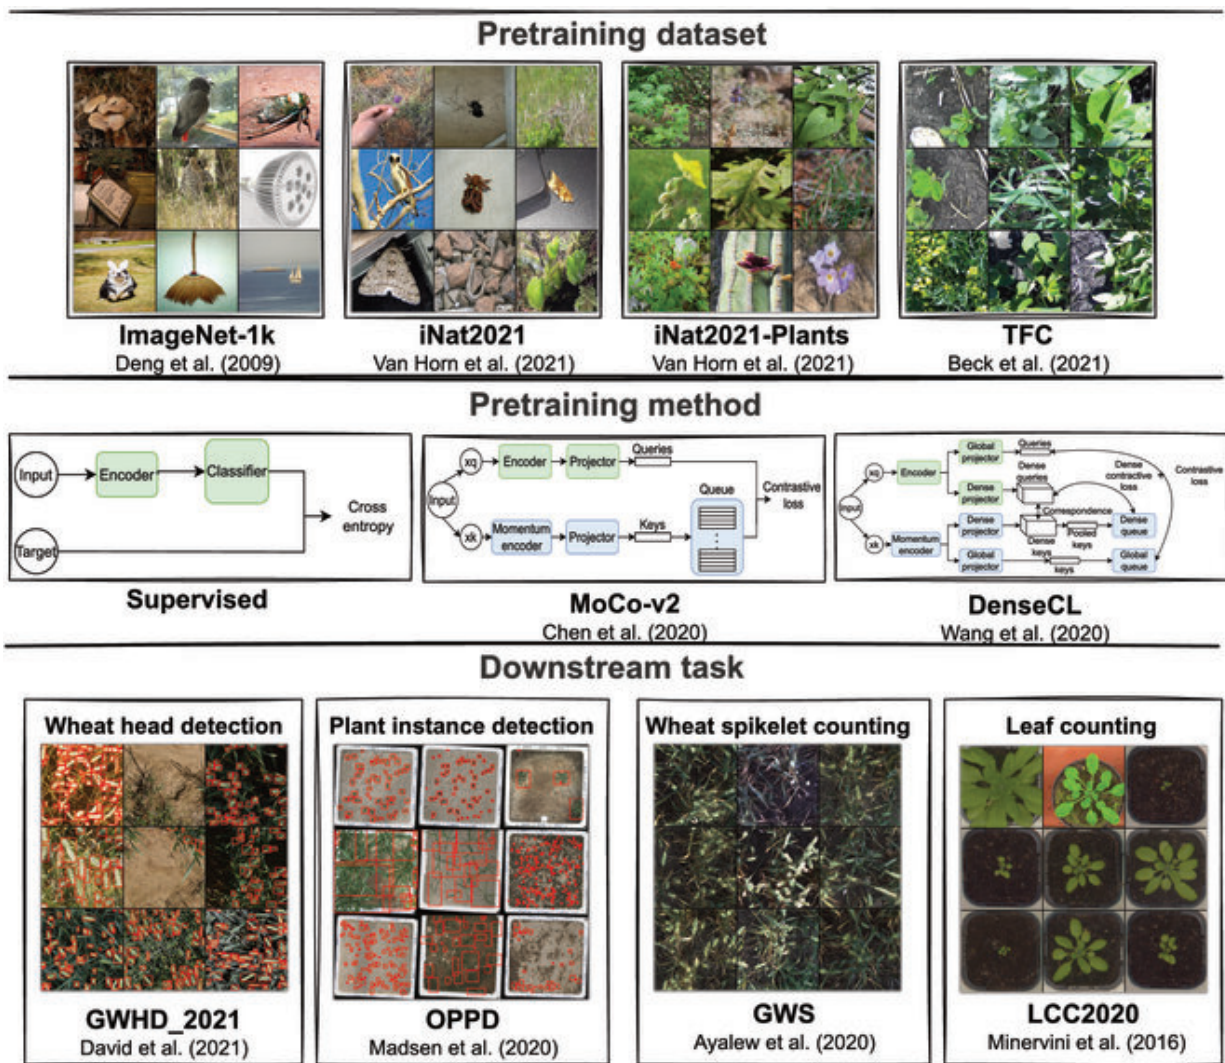 Pretraining dataset
ImageNet-1k
Deng et al. (2009)
iNat2021
Van Horn et al. (2021)
iNat2021-Plants
Van Horn et al. (2021)
TFC
Beck et al. (2021)
Pretraining method
Input
Encoder
Classifier
Target
Cross
entropy
Supervised
Input
xq
Encoder
Projector
Queries
xk
Momentum
encoder
Projector
Keys
Queue
Contrastive
loss
MoCo-v2
Chen et al. (2020)
Input
xq
Encoder
Global
projector
Queries
Dense
projector
Dense
queries
Dense
contractive
loss
Contrastive
loss
Correspondence
xk
Momentum
encoder
Dense
projector
Dense
keys
Pooled
keys
Dense
queue
Global
projector
keys
Global
queue
DenseCL
Wang et al. (2020)
Downstream task
Wheat head detection
GWHD_2021
David et al. (2021)
Plant instance detection
OPPD
Madsen et al. (2020)
Wheat spikelet counting
GWS
Ayalew et al. (2020)
Leaf counting
LCC2020
Minervini et al. (2016)